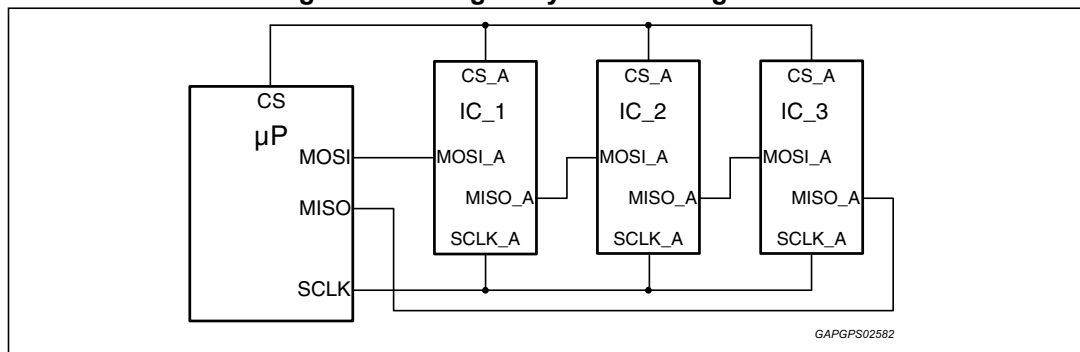 CS
µP
MOSI
MISO
SCLK
CS_A
IC_1
MOSI_A
MISO_A
SCLK_A
CS_A
IC_2
MOSI_A
MISO_A
SCLK_A
CS_A
IC_3
MOSI_A
MISO_A
SCLK_A
GAPGPS02582